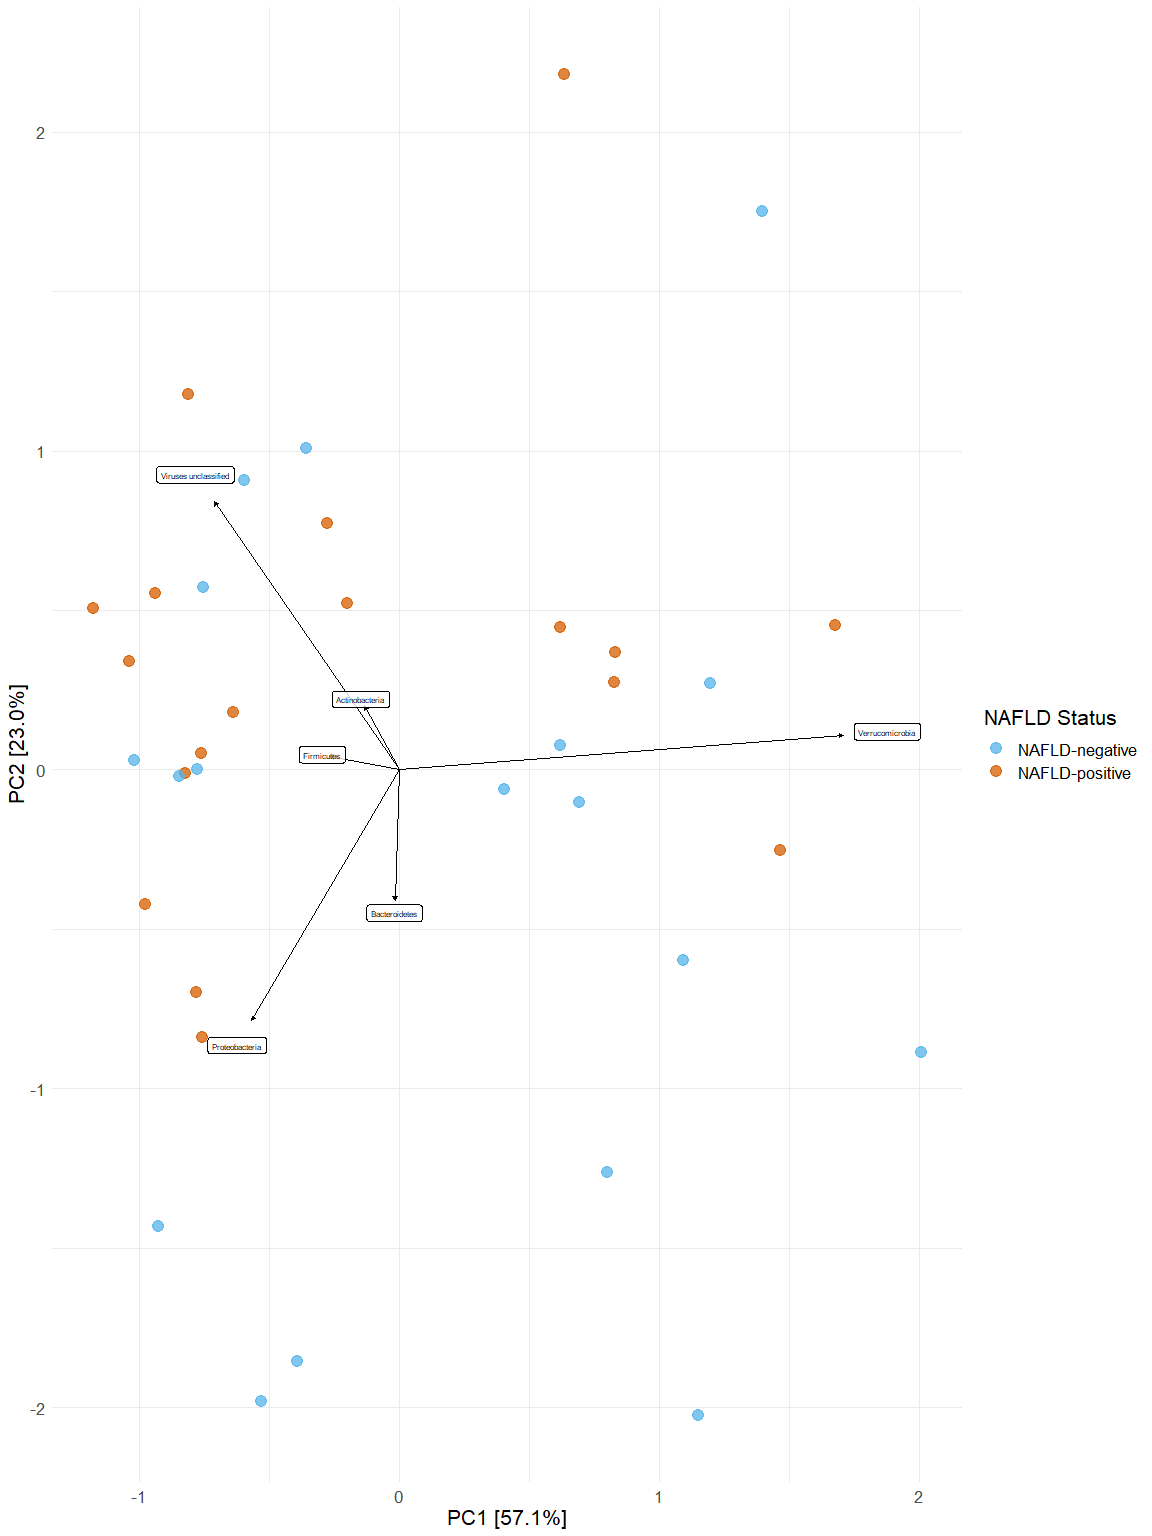 2
1
Viruses unclassified
Actinobacteria
NAFLD Status
Verrucomicrobia
NAFLD-negative
Firmicutes
0
NAFLD-positive
PC2 [23.0%]
Bacteroidetes
Proteobacteria
-1
-2
-1
0
1
2
PC1 [57.1%]